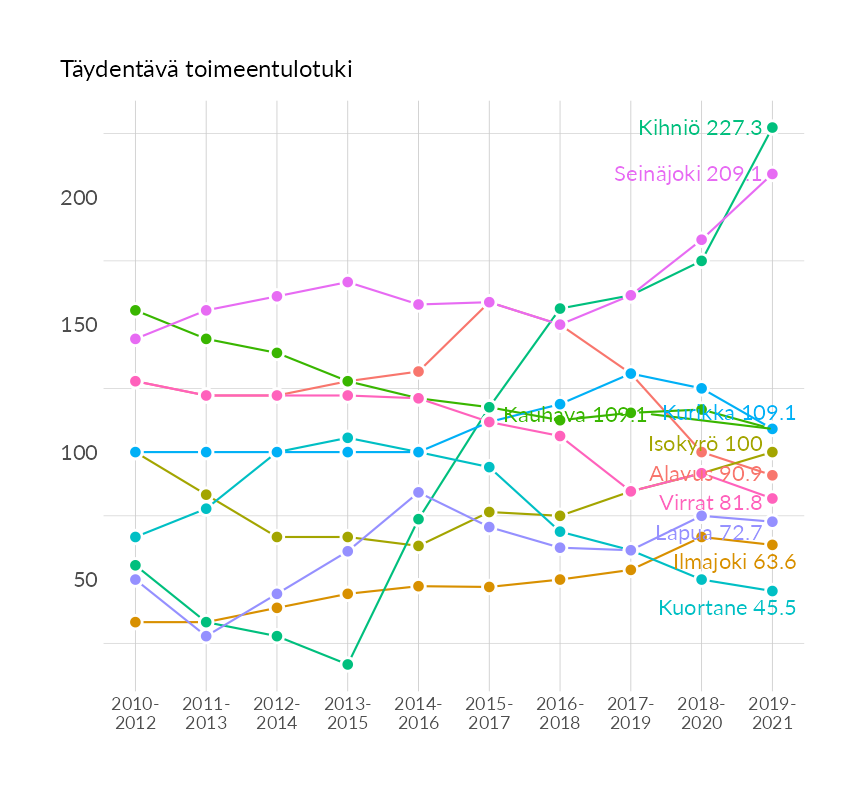 Täydentävä toimeentulotuki
Kihniö 227.3
Seinäjoki 209.1
200
150
Kauhava 109.1
Kurikka 109.1
Isokyrö 100
100
Alavus 90.9
Virrat 81.8
Lapua 72.7
Ilmajoki 63.6
50
Kuortane 45.5
2010- 2011- 2012- 2013- 2014- 2015- 2016- 2017- 2018- 2019-
2012 2013 2014 2015 2016 2017 2018 2019 2020 2021